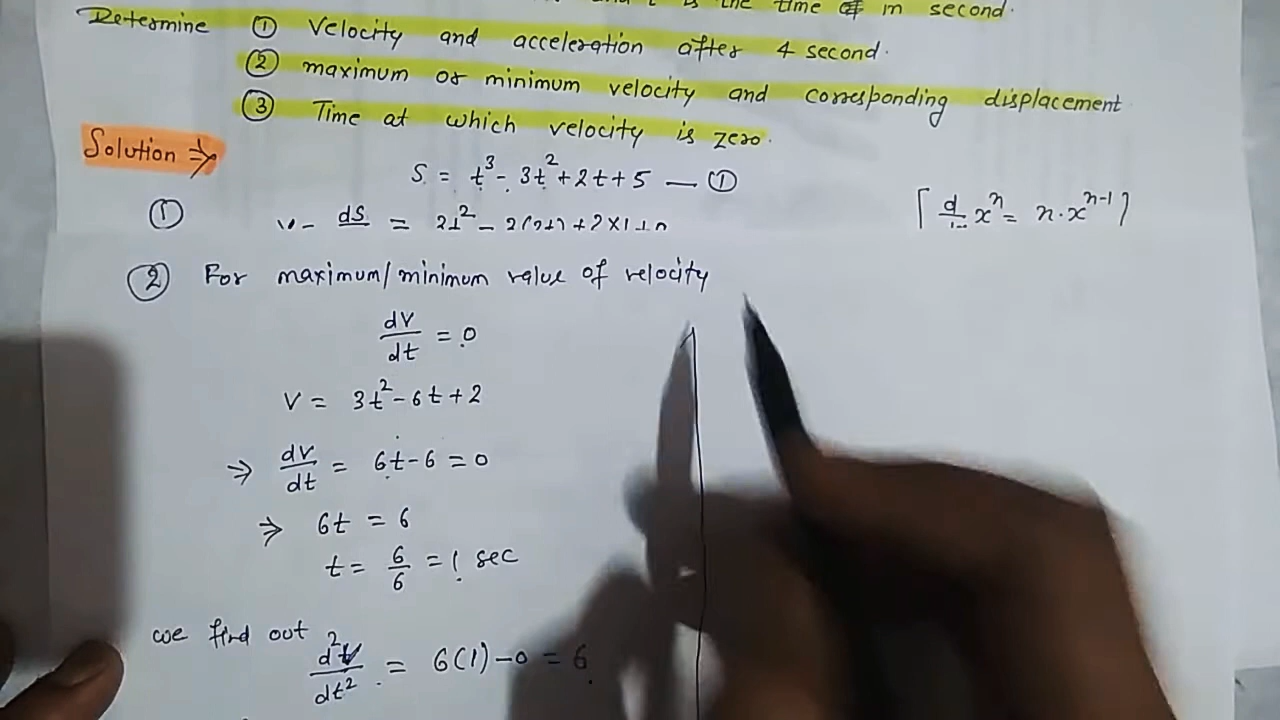 is the time of in second.
Determine ① Velocity and acceleration after 4 second.
② maximum or minimum velocity and corresponding displacement
③ Time at which velocity is zero.
Solution ⇒
S = t³ - 3t² + 2t + 5 — ①
① dS =
[ d x^n = n·x^{n-1} ]
② For maximum/minimum value of velocity
dv/dt = 0
V = 3t² - 6t + 2
⇒ dv/dt = 6t - 6 = 0
⇒ 6t = 6
t = 6/6 = 1 sec
we find out
d²v/dt² = 6(1) - 0 = 6